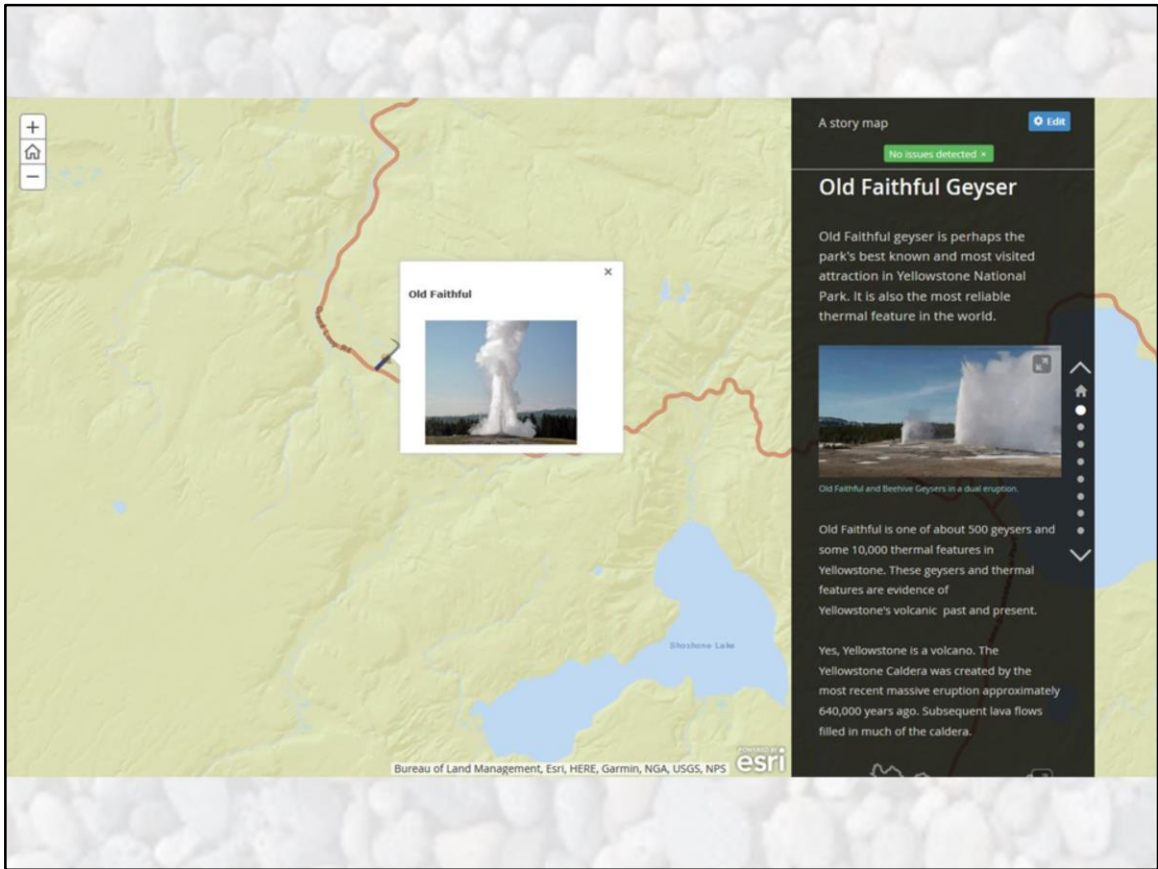 +
−
A story map
Edit
No issues detected ×
Old Faithful Geyser
Old Faithful geyser is perhaps the
park's best known and most visited
attraction in Yellowstone National
Park. It is also the most reliable
thermal feature in the world.
×
Old Faithful
Old Faithful and Beehive Geysers in a dual eruption.
Old Faithful is one of about 500 geysers and
some 10,000 thermal features in
Yellowstone. These geysers and thermal
features are evidence of
Yellowstone's volcanic  past and present.
Yes, Yellowstone is a volcano. The
Yellowstone Caldera was created by the
most recent massive eruption approximately
640,000 years ago. Subsequent lava flows
filled in much of the caldera.
Shoshone Lake
Bureau of Land Management, Esri, HERE, Garmin, NGA, USGS, NPS
POWERED BY
esri